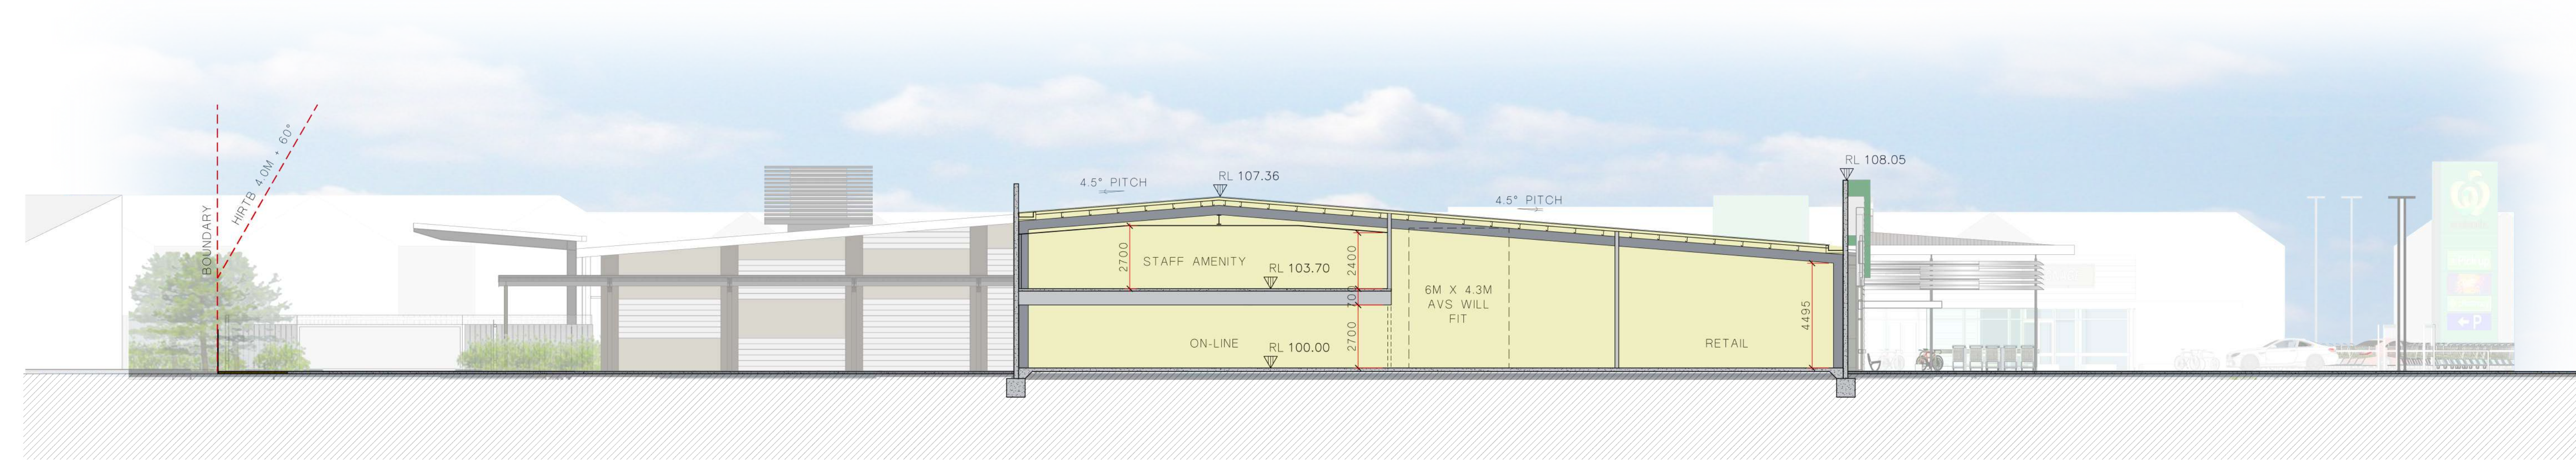 BOUNDARY
HIRTB 4.0M + 60°
4.5° PITCH
RL 107.36
4.5° PITCH
RL 108.05
2700
STAFF AMENITY
RL 103.70
2400
700
6M X 4.3M
AVS WILL
FIT
ON-LINE
RL 100.00
2700
RETAIL
4495
P